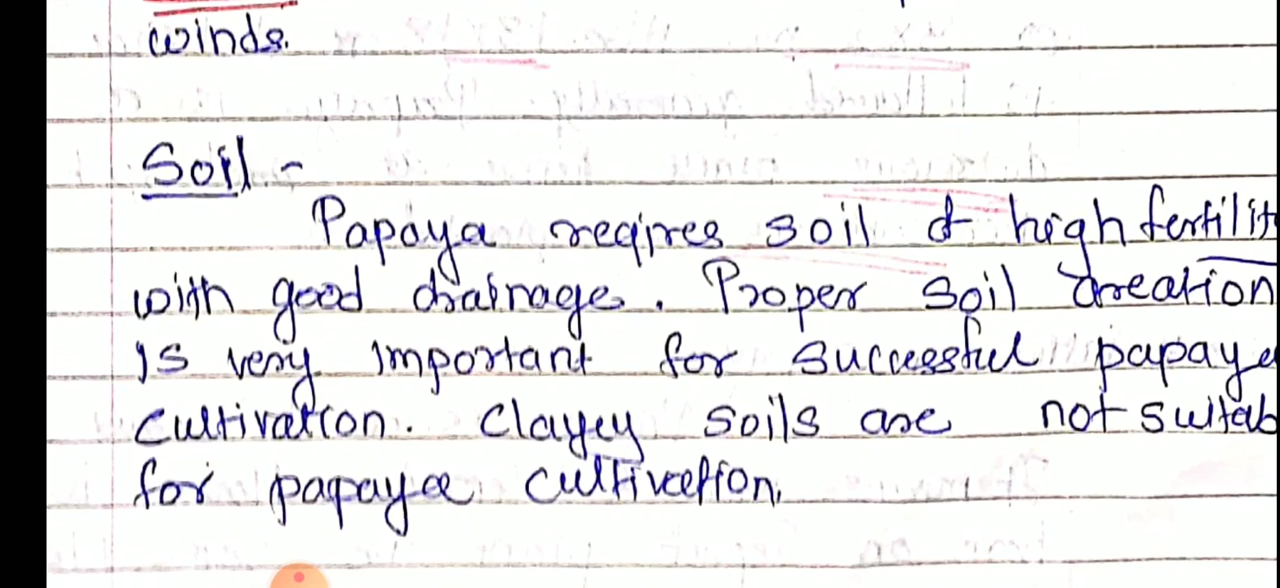 winds.
Soil -
Papaya reqires soil of high fertilit
with good drainage. Proper soil areation
is very important for successful papaya
cultivation. Clayey soils are not suitab
for papaya cultivation.